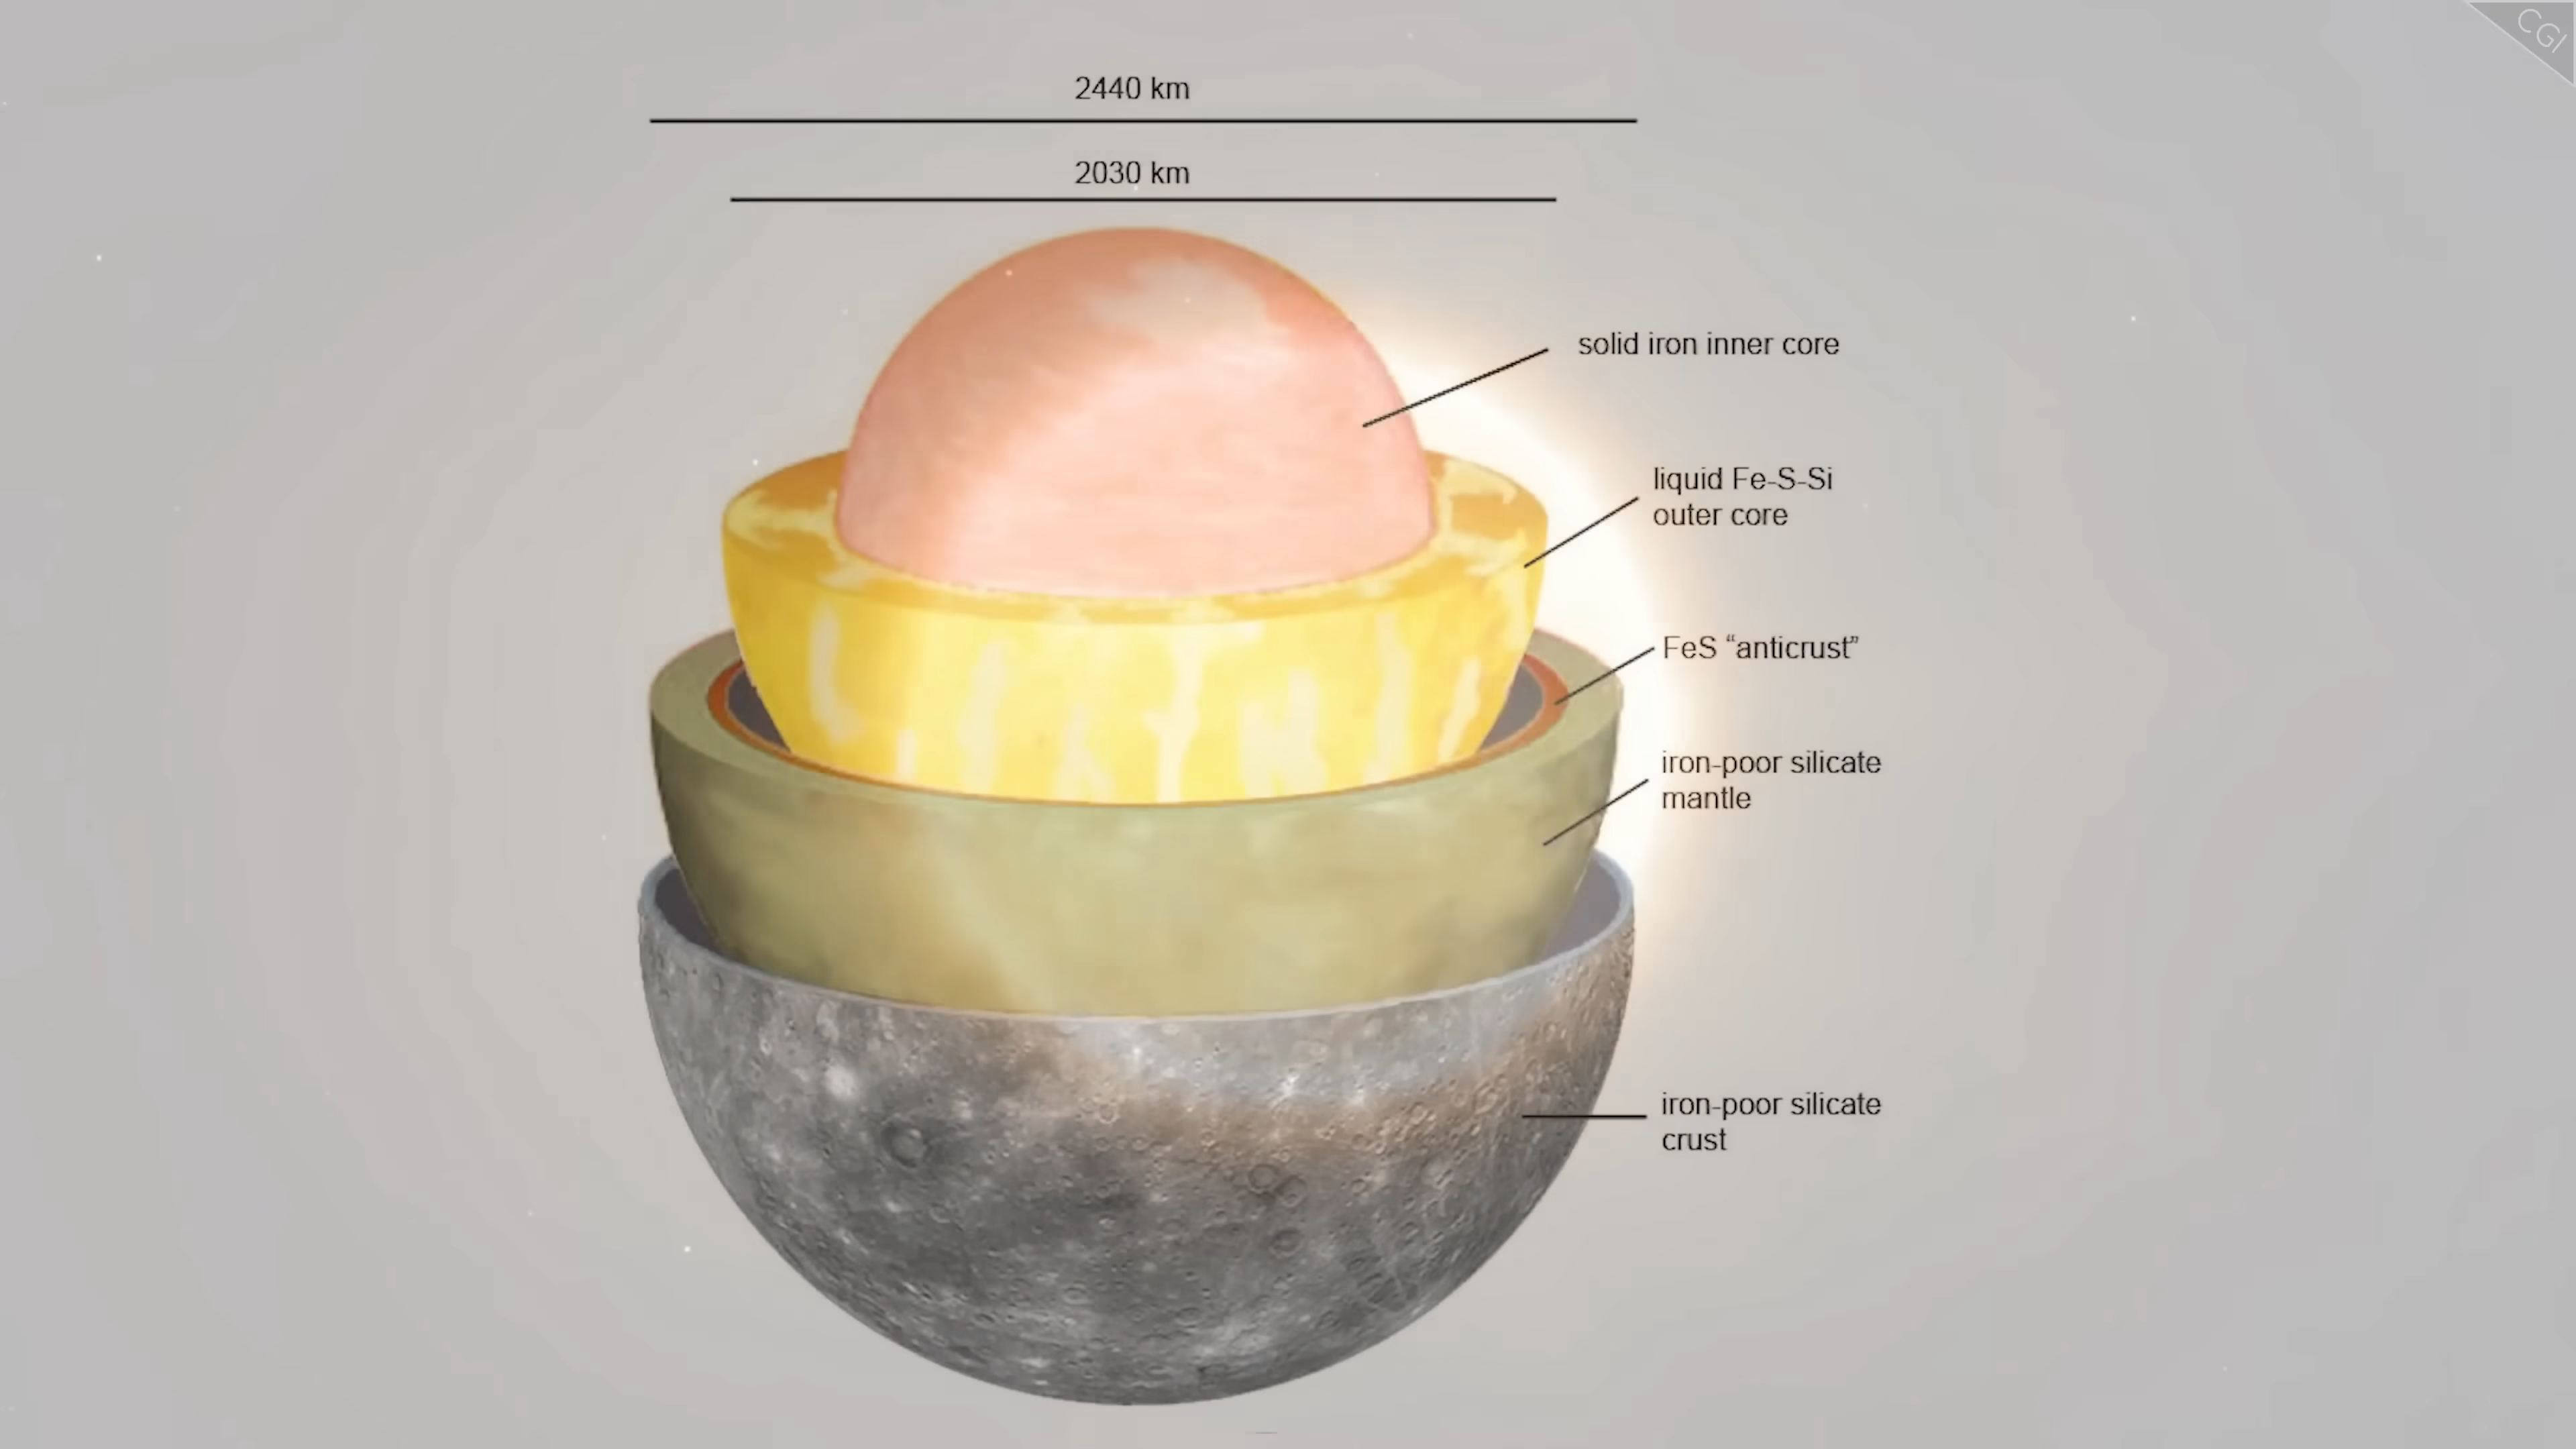 CGI
2440 km
2030 km
solid iron inner core
liquid Fe-S-Si
outer core
FeS “anticrust”
iron-poor silicate
mantle
iron-poor silicate
crust